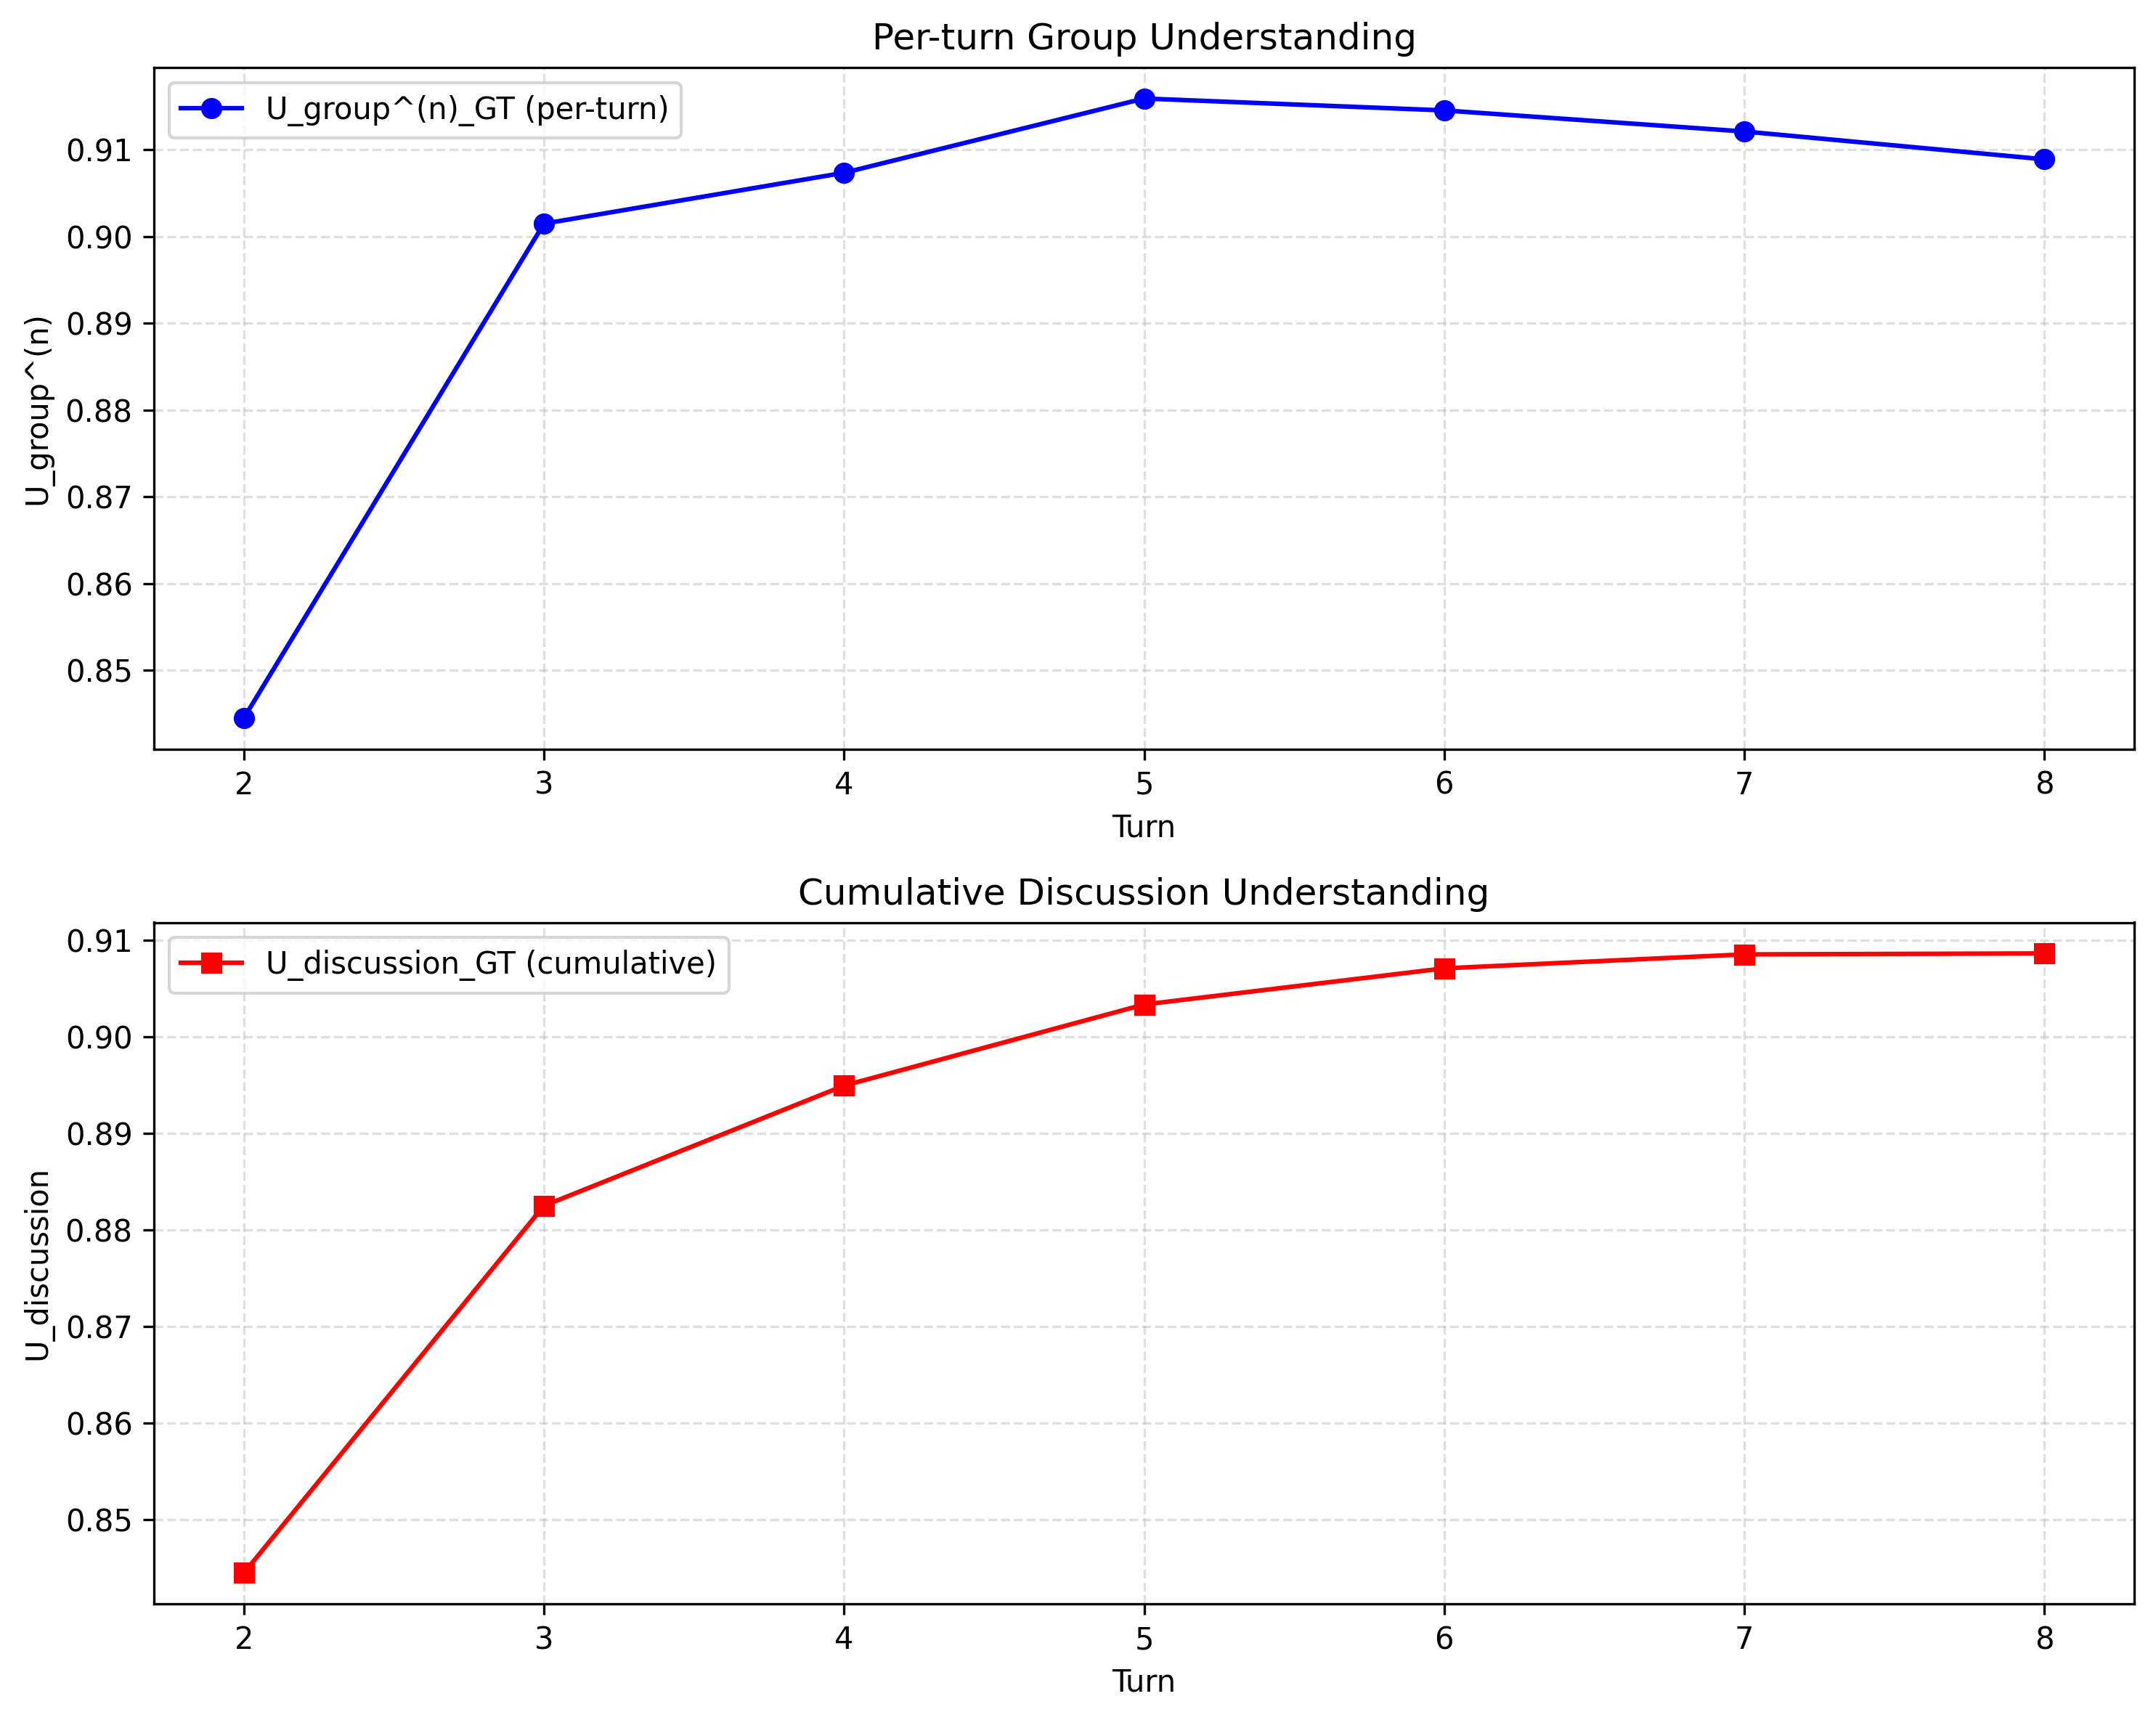 Per-turn Group Understanding
U_group^(n)_GT (per-turn)
U_group^(n)
0.91
0.90
0.89
0.88
0.87
0.86
0.85
2 3 4 5 6 7 8
Turn
Cumulative Discussion Understanding
U_discussion_GT (cumulative)
U_discussion
0.91
0.90
0.89
0.88
0.87
0.86
0.85
2 3 4 5 6 7 8
Turn